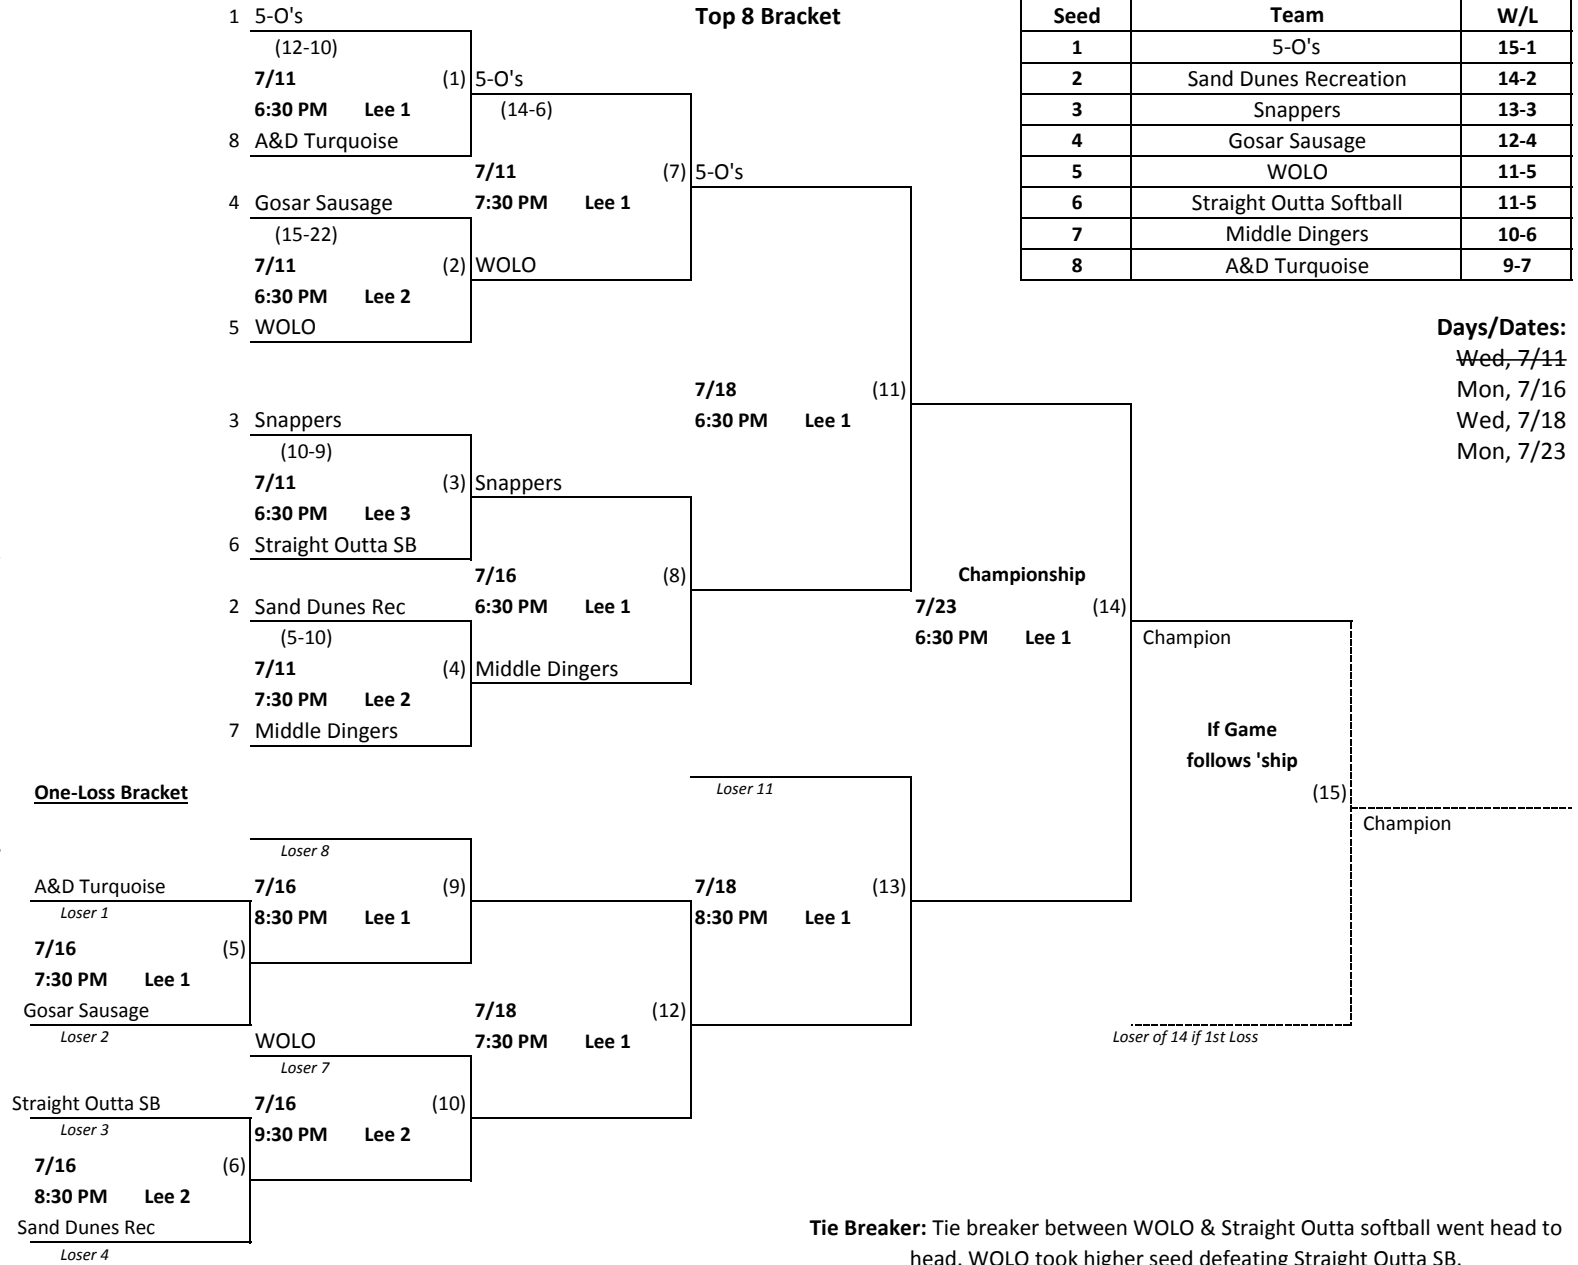 1 5-O's
Top 8 Bracket
Seed Team W/L
(12-10)
1 5-O's 15-1
7/11 (1) 5-O's
2 Sand Dunes Recreation 14-2
6:30 PM Lee 1 (14-6)
3 Snappers 13-3
8 A&D Turquoise
4 Gosar Sausage 12-4
7/11 (7) 5-O's
5 WOLO 11-5
4 Gosar Sausage 7:30 PM Lee 1
6 Straight Outta Softball 11-5
(15-22)
7 Middle Dingers 10-6
7/11 (2) WOLO
8 A&D Turquoise 9-7
6:30 PM Lee 2
5 WOLO
Days/Dates:
Wed, 7/11
7/18 (11)
Mon, 7/16
3 Snappers
6:30 PM Lee 1
Wed, 7/18
(10-9)
Mon, 7/23
7/11 (3) Snappers
6:30 PM Lee 3
6 Straight Outta SB
7/16 (8)
Championship
2 Sand Dunes Rec 6:30 PM Lee 1
7/23 (14)
(5-10)
6:30 PM Lee 1
Champion
7/11 (4) Middle Dingers
7:30 PM Lee 2
7 Middle Dingers
If Game
follows 'ship
One-Loss Bracket
Loser 11
(15)
Champion
Loser 8
A&D Turquoise 7/16 (9)
7/18 (13)
Loser 1
8:30 PM Lee 1
8:30 PM Lee 1
7/16 (5)
7:30 PM Lee 1
Gosar Sausage
7/18 (12)
Loser 2
WOLO
7:30 PM Lee 1
Loser of 14 if 1st Loss
Loser 7
Straight Outta SB 7/16 (10)
Loser 3
9:30 PM Lee 2
7/16 (6)
8:30 PM Lee 2
Sand Dunes Rec
Loser 4
Tie Breaker: Tie breaker between WOLO & Straight Outta softball went head to
head. WOLO took higher seed defeating Straight Outta SB.